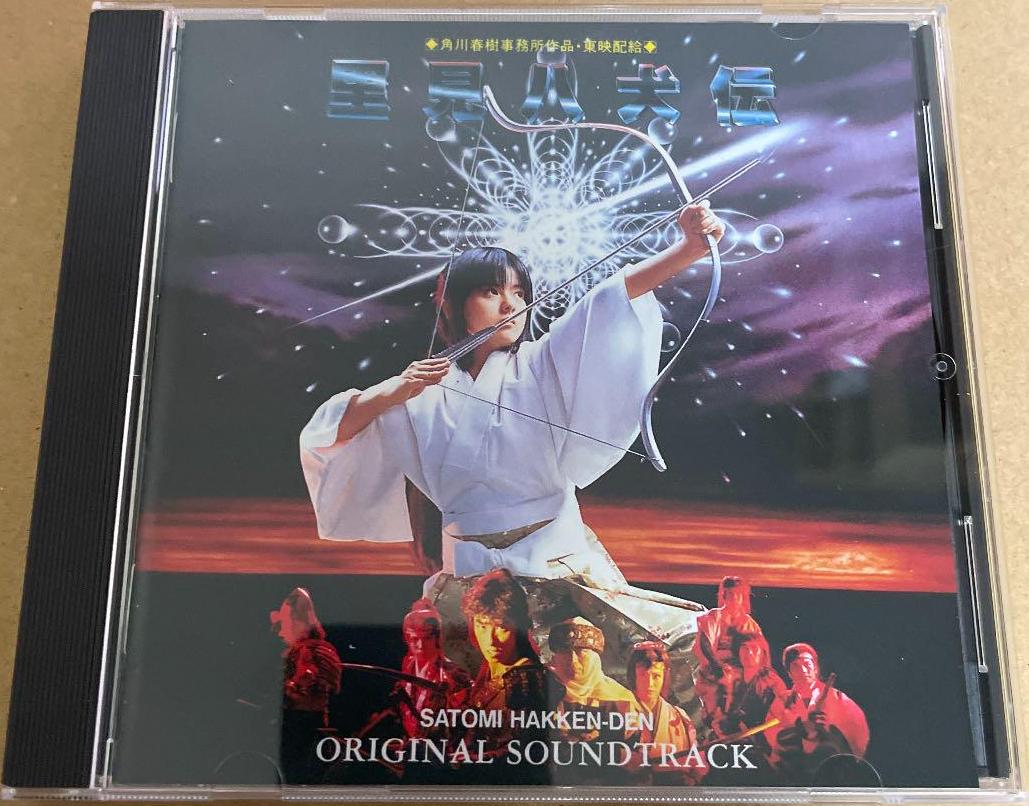 ◆角川春樹事務所作品・東映配給◆
里見八犬伝
SATOMI HAKKEN-DEN
ORIGINAL SOUNDTRACK